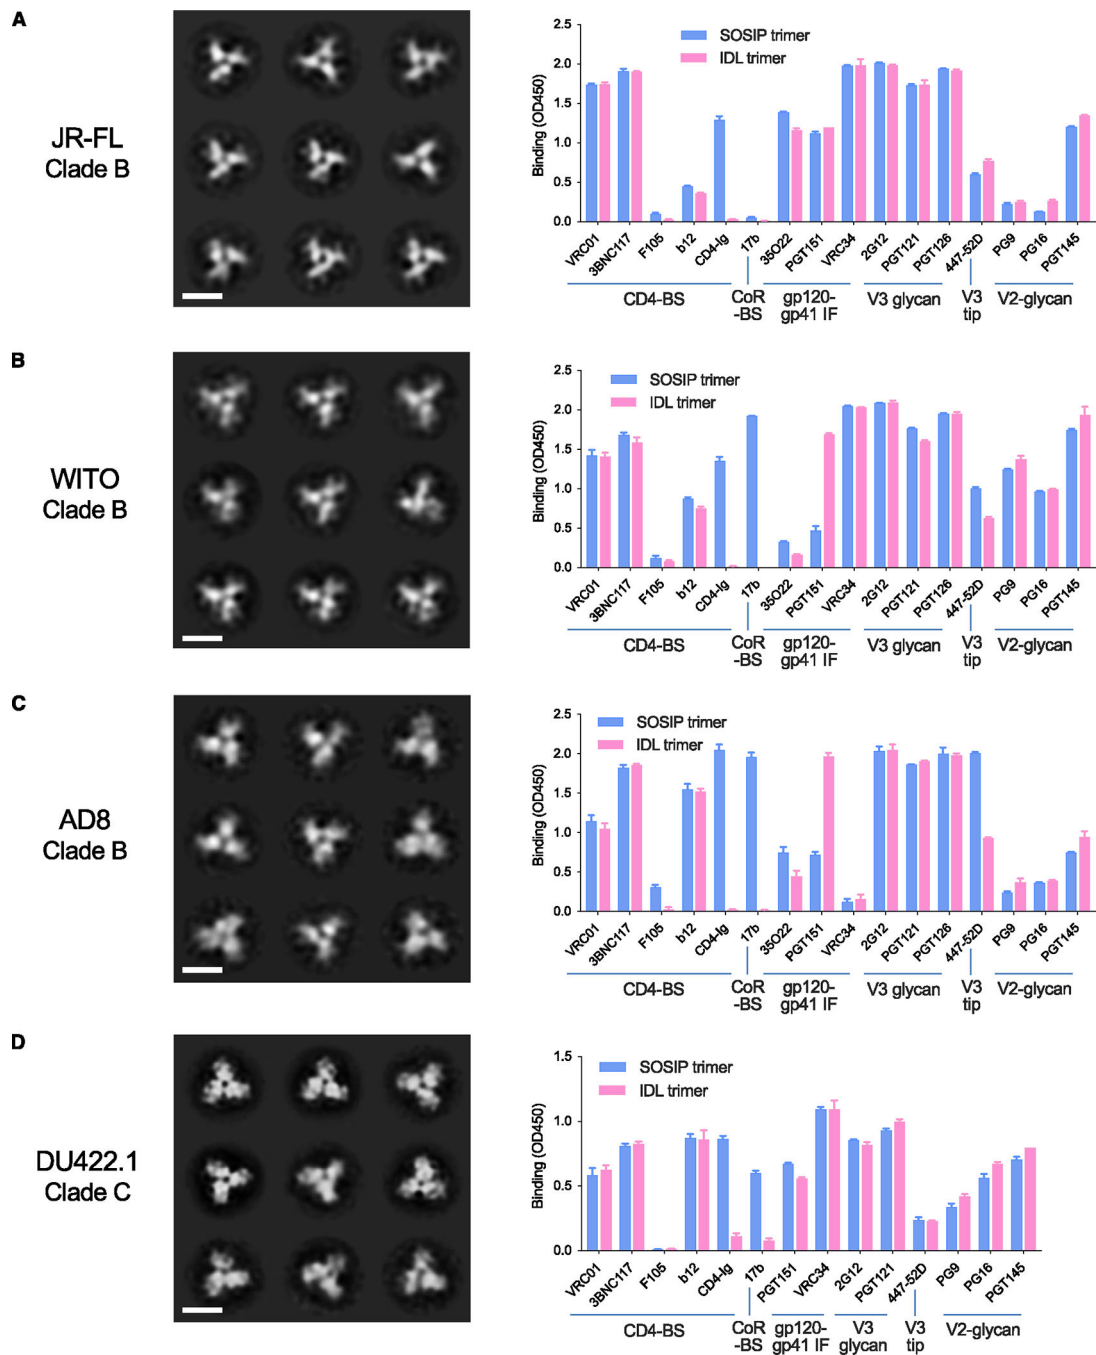 A
JR-FL
Clade B
2.5
2.0
1.5
1.0
0.5
0.0
Binding (OD450)
SOSIP trimer
IDL trimer
VRC01
3BNC117
F105
b12
CD4-Ig
17b
35O22
PGT151
VRC34
2G12
PGT121
PGT126
447-52D
PG9
PG16
PGT145
CD4-BS
CoR
-BS
gp120-
gp41 IF
V3 glycan
V3
tip
V2-glycan
B
WITO
Clade B
2.5
2.0
1.5
1.0
0.5
0.0
Binding (OD450)
SOSIP trimer
IDL trimer
VRC01
3BNC117
F105
b12
CD4-Ig
17b
35O22
PGT151
VRC34
2G12
PGT121
PGT126
447-52D
PG9
PG16
PGT145
CD4-BS
CoR
-BS
gp120-
gp41 IF
V3 glycan
V3
tip
V2-glycan
C
AD8
Clade B
2.5
2.0
1.5
1.0
0.5
0.0
Binding (OD450)
SOSIP trimer
IDL trimer
VRC01
3BNC117
F105
b12
CD4-Ig
17b
35O22
PGT151
VRC34
2G12
PGT121
PGT126
447-52D
PG9
PG16
PGT145
CD4-BS
CoR
-BS
gp120-
gp41 IF
V3 glycan
V3
tip
V2-glycan
D
DU422.1
Clade C
1.5
1.0
0.5
0.0
Binding (OD450)
SOSIP trimer
IDL trimer
VRC01
3BNC117
F105
b12
CD4-Ig
17b
PGT151
VRC34
2G12
PGT121
447-52D
PG9
PG16
PGT145
CD4-BS
CoR
-BS
gp120-
gp41 IF
V3
glycan
V3
tip
V2-glycan